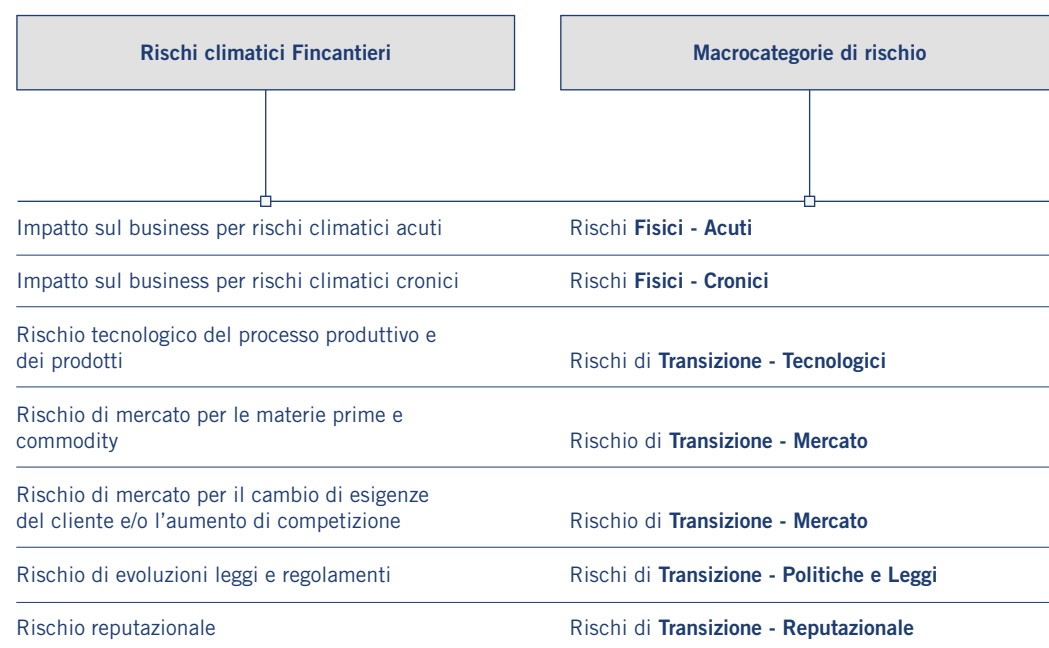 Rischi climatici Fincantieri
Macrocategorie di rischio
Impatto sul business per rischi climatici acuti
Rischi Fisici - Acuti
Impatto sul business per rischi climatici cronici
Rischi Fisici - Cronici
Rischio tecnologico del processo produttivo e
dei prodotti
Rischi di Transizione - Tecnologici
Rischio di mercato per le materie prime e
commodity
Rischio di Transizione - Mercato
Rischio di mercato per il cambio di esigenze
del cliente e/o l'aumento di competizione
Rischio di Transizione - Mercato
Rischio di evoluzioni leggi e regolamenti
Rischi di Transizione - Politiche e Leggi
Rischio reputazionale
Rischi di Transizione - Reputazionale